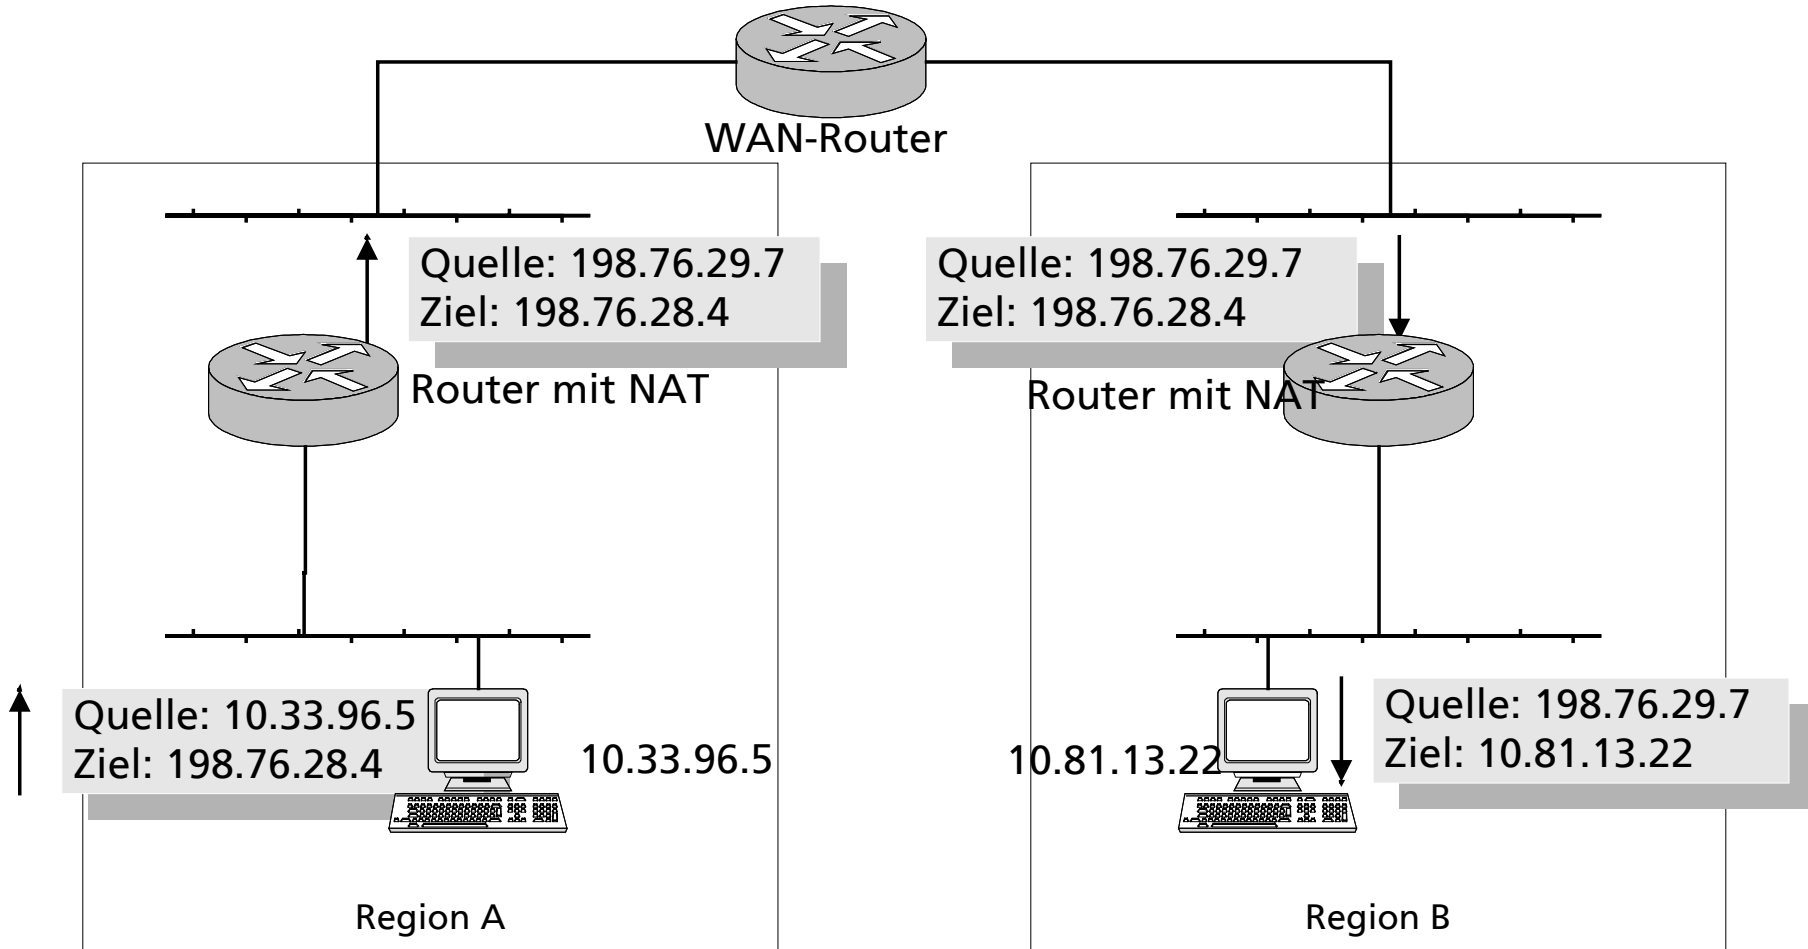 WAN-Router
Quelle: 198.76.29.7
Ziel: 198.76.28.4
Quelle: 198.76.29.7
Ziel: 198.76.28.4
Router mit NAT
Router mit NAT
Quelle: 10.33.96.5
Ziel: 198.76.28.4
10.33.96.5
10.81.13.22
Quelle: 198.76.29.7
Ziel: 10.81.13.22
Region A
Region B